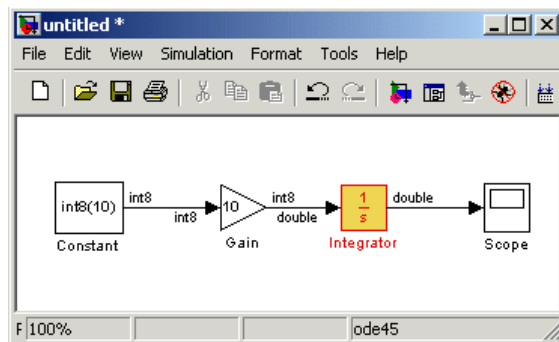 untitled *
File Edit View Simulation Format Tools Help
int8(10)
int8
int8
10
int8
double
1
s
double
Constant
Gain
Integrator
Scope
F 100%
ode45